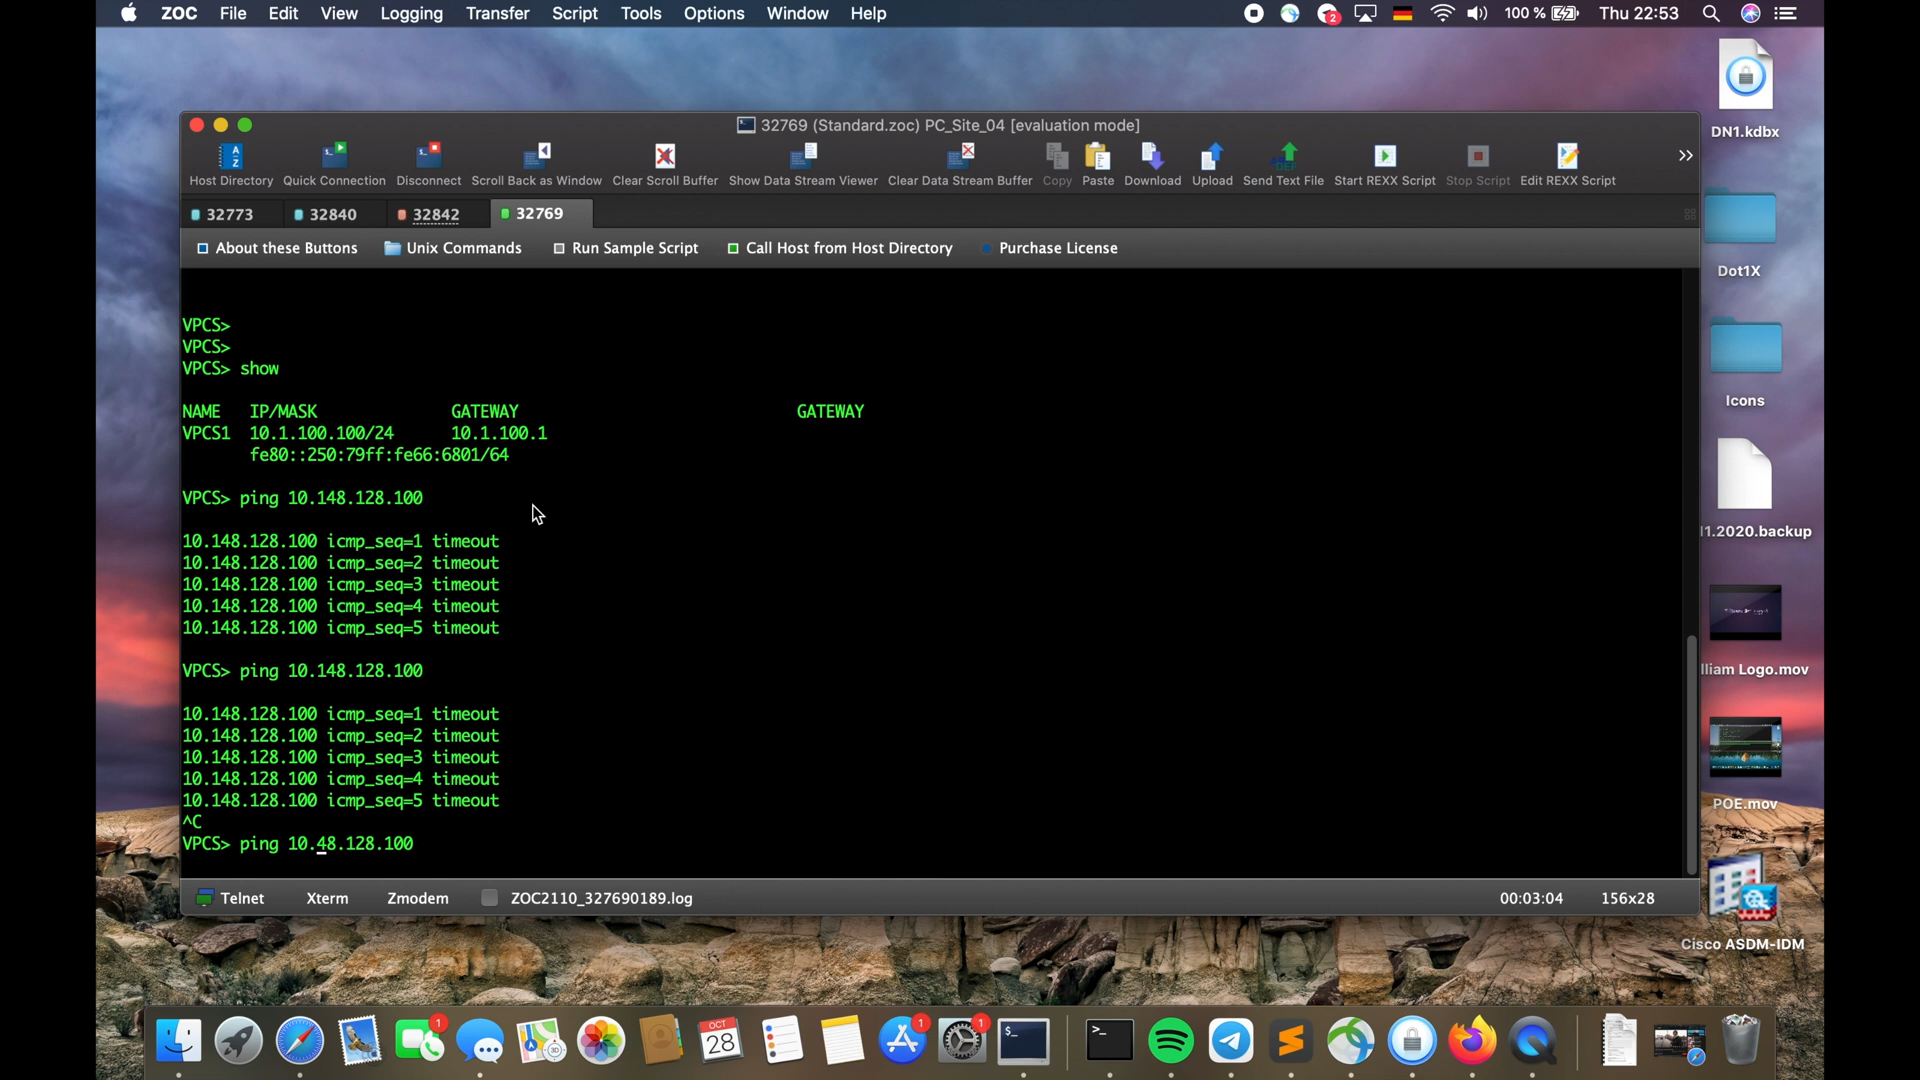 ZOC File Edit View Logging Transfer Script Tools Options Window Help
2 100 % Thu 22:53
DN1.kdbx
Dot1X
Icons
11.2020.backup
lliam Logo.mov
POE.mov
Cisco ASDM-IDM
32769 (Standard.zoc) PC_Site_04 [evaluation mode]
Host Directory Quick Connection Disconnect Scroll Back as Window Clear Scroll Buffer Show Data Stream Viewer Clear Data Stream Buffer Copy Paste Download Upload Send Text File Start REXX Script Stop Script Edit REXX Script
32773 32840 32842 32769
About these Buttons Unix Commands Run Sample Script Call Host from Host Directory Purchase License
VPCS>
VPCS>
VPCS> show
NAME IP/MASK GATEWAY GATEWAY
VPCS1 10.1.100.100/24 10.1.100.1
fe80::250:79ff:fe66:6801/64
VPCS> ping 10.148.128.100
10.148.128.100 icmp_seq=1 timeout
10.148.128.100 icmp_seq=2 timeout
10.148.128.100 icmp_seq=3 timeout
10.148.128.100 icmp_seq=4 timeout
10.148.128.100 icmp_seq=5 timeout
VPCS> ping 10.148.128.100
10.148.128.100 icmp_seq=1 timeout
10.148.128.100 icmp_seq=2 timeout
10.148.128.100 icmp_seq=3 timeout
10.148.128.100 icmp_seq=4 timeout
10.148.128.100 icmp_seq=5 timeout
^C
VPCS> ping 10.48.128.100
Telnet Xterm Zmodem ZOC2110_327690189.log 00:03:04 156x28
1 OCT 28 1 1